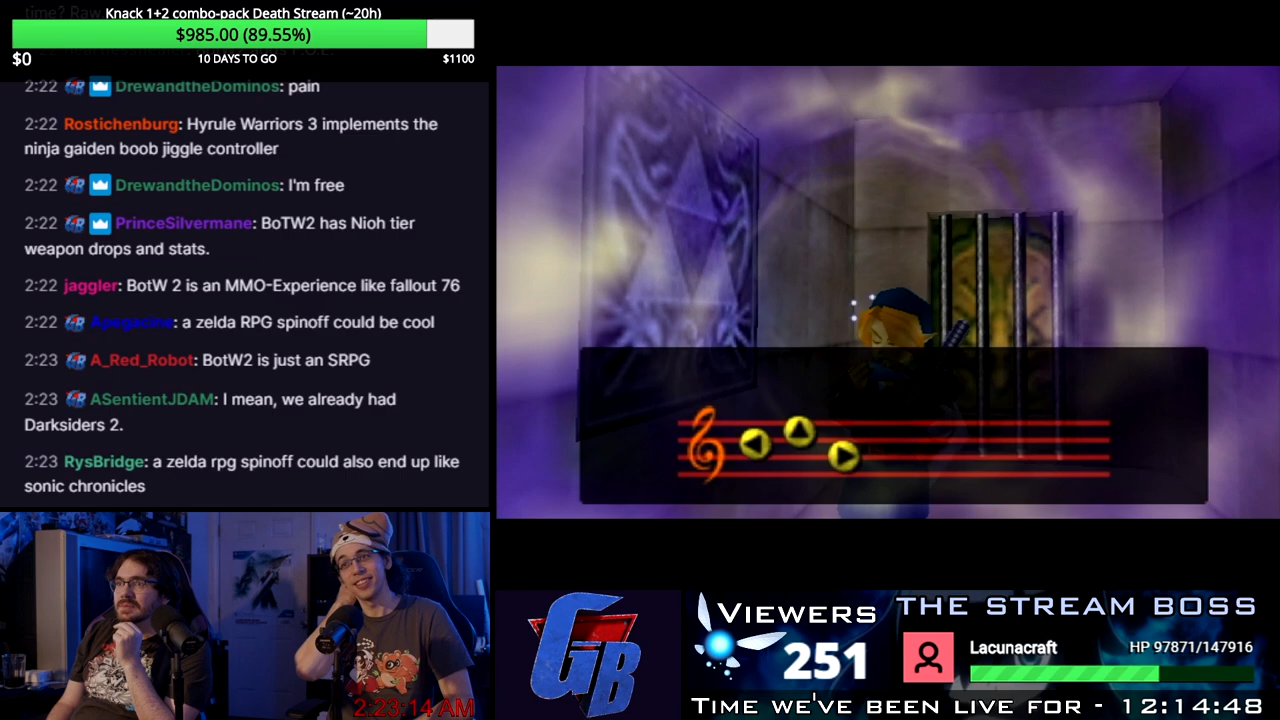 time? Raw
Knack 1+2 combo-pack Death Stream (~20h)
$985.00 (89.55%)
$0
10 DAYS TO GO
$1100
2:22 DrewandtheDominos: pain
2:22 Rostichenburg: Hyrule Warriors 3 implements the
ninja gaiden boob jiggle controller
2:22 DrewandtheDominos: I'm free
2:22 PrinceSilvermane: BoTW2 has Nioh tier
weapon drops and stats.
2:22 jaggler: BotW 2 is an MMO-Experience like fallout 76
2:22 Apegacine: a zelda RPG spinoff could be cool
2:23 A_Red_Robot: BotW2 is just an SRPG
2:23 ASentientJDAM: I mean, we already had
Darksiders 2.
2:23 RysBridge: a zelda rpg spinoff could also end up like
sonic chronicles
2:23:14 AM
GB
VIEWERS
251
THE STREAM BOSS
Lacunacraft
HP 97871/147916
TIME WE'VE BEEN LIVE FOR - 12:14:48